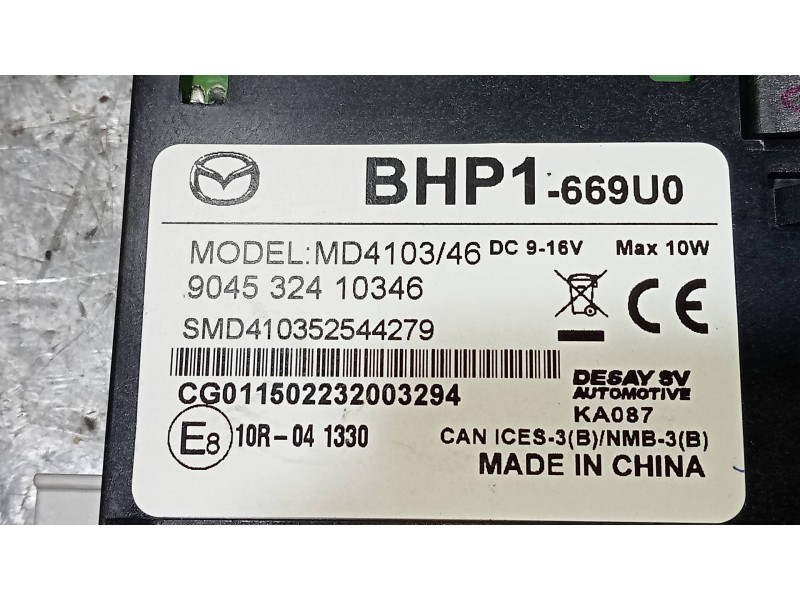 BHP1-669U0
MODEL:MD4103/46 DC 9-16V Max 10W
9045 324 10346
SMD410352544279
CE
CG011502232003294
DESAY SV
AUTOMOTIVE
KA087
E8 10R-04 1330
CAN ICES-3(B)/NMB-3(B)
MADE IN CHINA